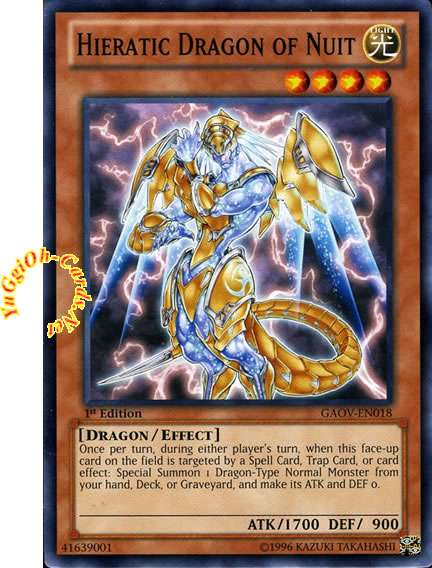 HIERATIC DRAGON OF NUIT
LIGHT
光
YuGgiOh-Cards.Net
1st Edition
GAOV-EN018
[DRAGON/EFFECT]
Once per turn, during either player's turn, when this face-up
card on the field is targeted by a Spell Card, Trap Card, or card
effect: Special Summon 1 Dragon-Type Normal Monster from
your hand, Deck, or Graveyard, and make its ATK and DEF 0.
ATK/1700 DEF/ 900
41639001
©1996 KAZUKI TAKAHASHI